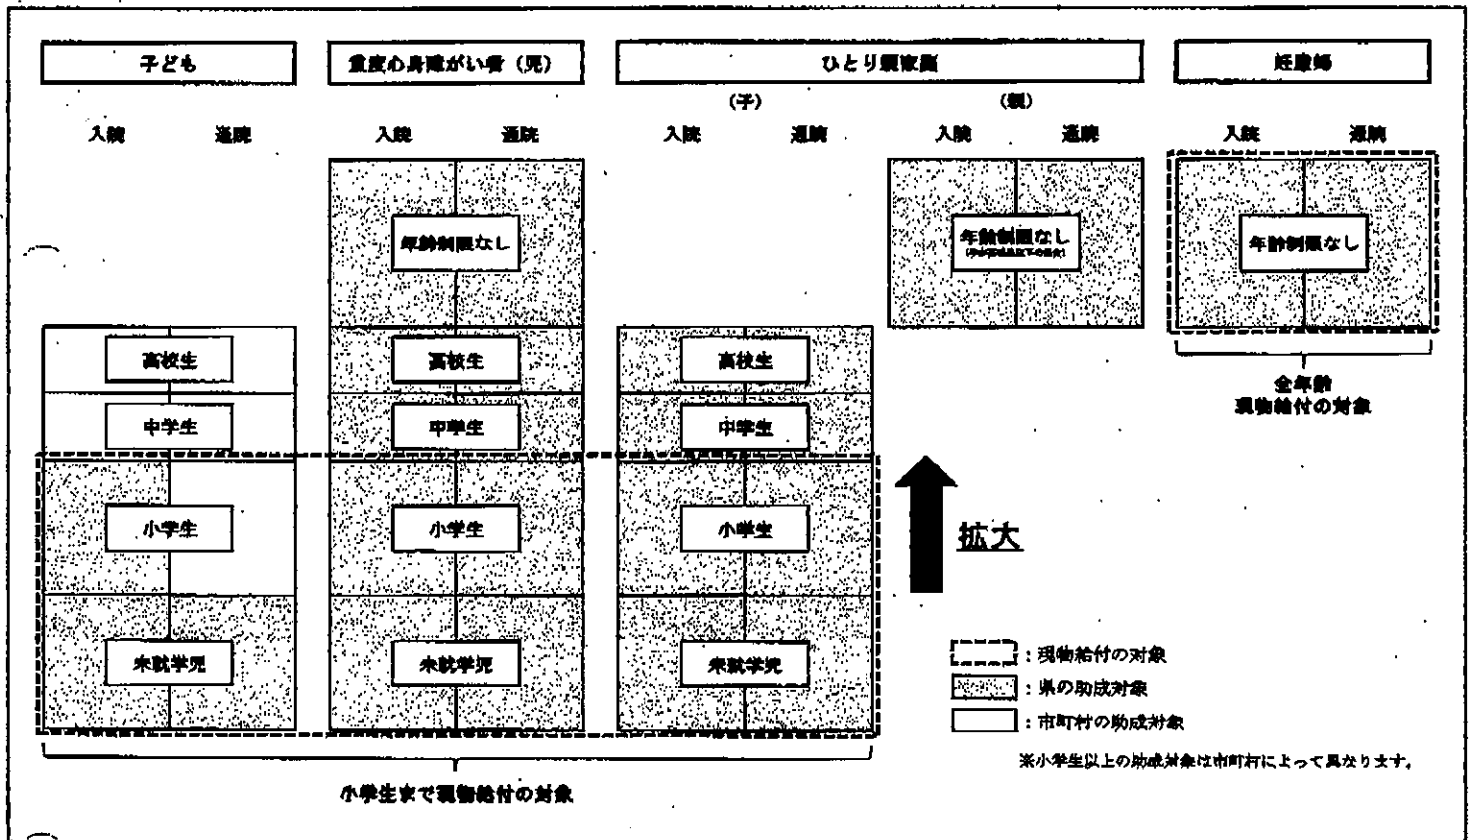 子ども
重度心身障がい者（児）
ひとり親家庭
妊産婦
（子）
（親）
入院 通院
入院 通院
入院 通院
入院 通院
入院 通院
年齢制限なし
年齢制限なし
年齢制限なし
高校生
高校生
高校生
中学生
中学生
中学生
全年齢
現物給付の対象
小学生
小学生
小学生
拡大
未就学児
未就学児
未就学児
：現物給付の対象
：県の助成対象
：市町村の助成対象
※小学生以上の助成対象は市町村によって異なります。
小学生まで現物給付の対象